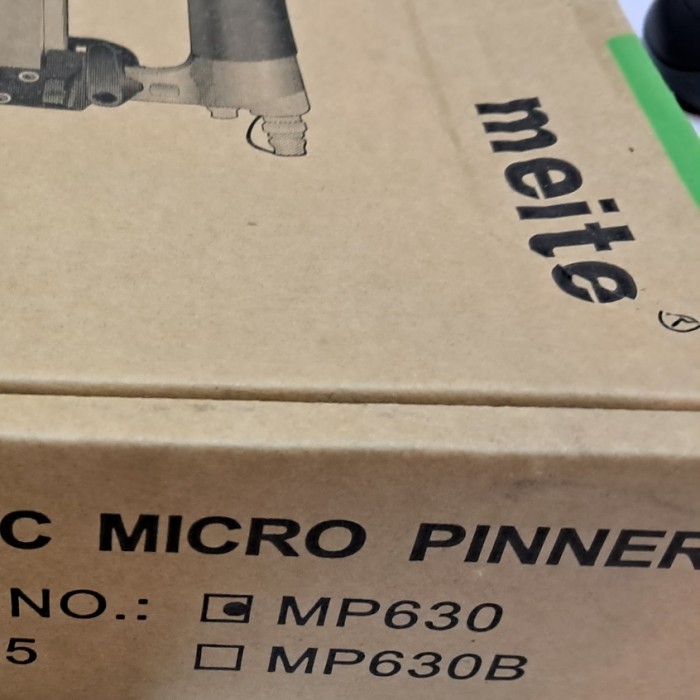 meite ®
C MICRO PINNER
NO.: MP630
5 MP630B